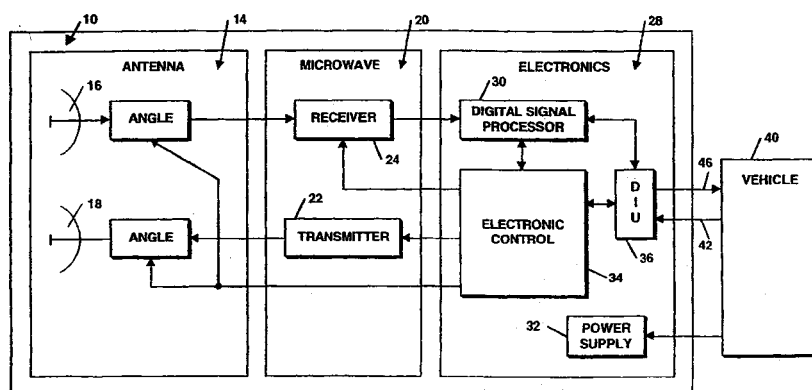 10
14
20
28
ANTENNA
MICROWAVE
ELECTRONICS
16
ANGLE
RECEIVER
24
30
DIGITAL SIGNAL
PROCESSOR
40
VEHICLE
46
18
ANGLE
22
TRANSMITTER
ELECTRONIC
CONTROL
34
D
I
U
36
42
32
POWER
SUPPLY